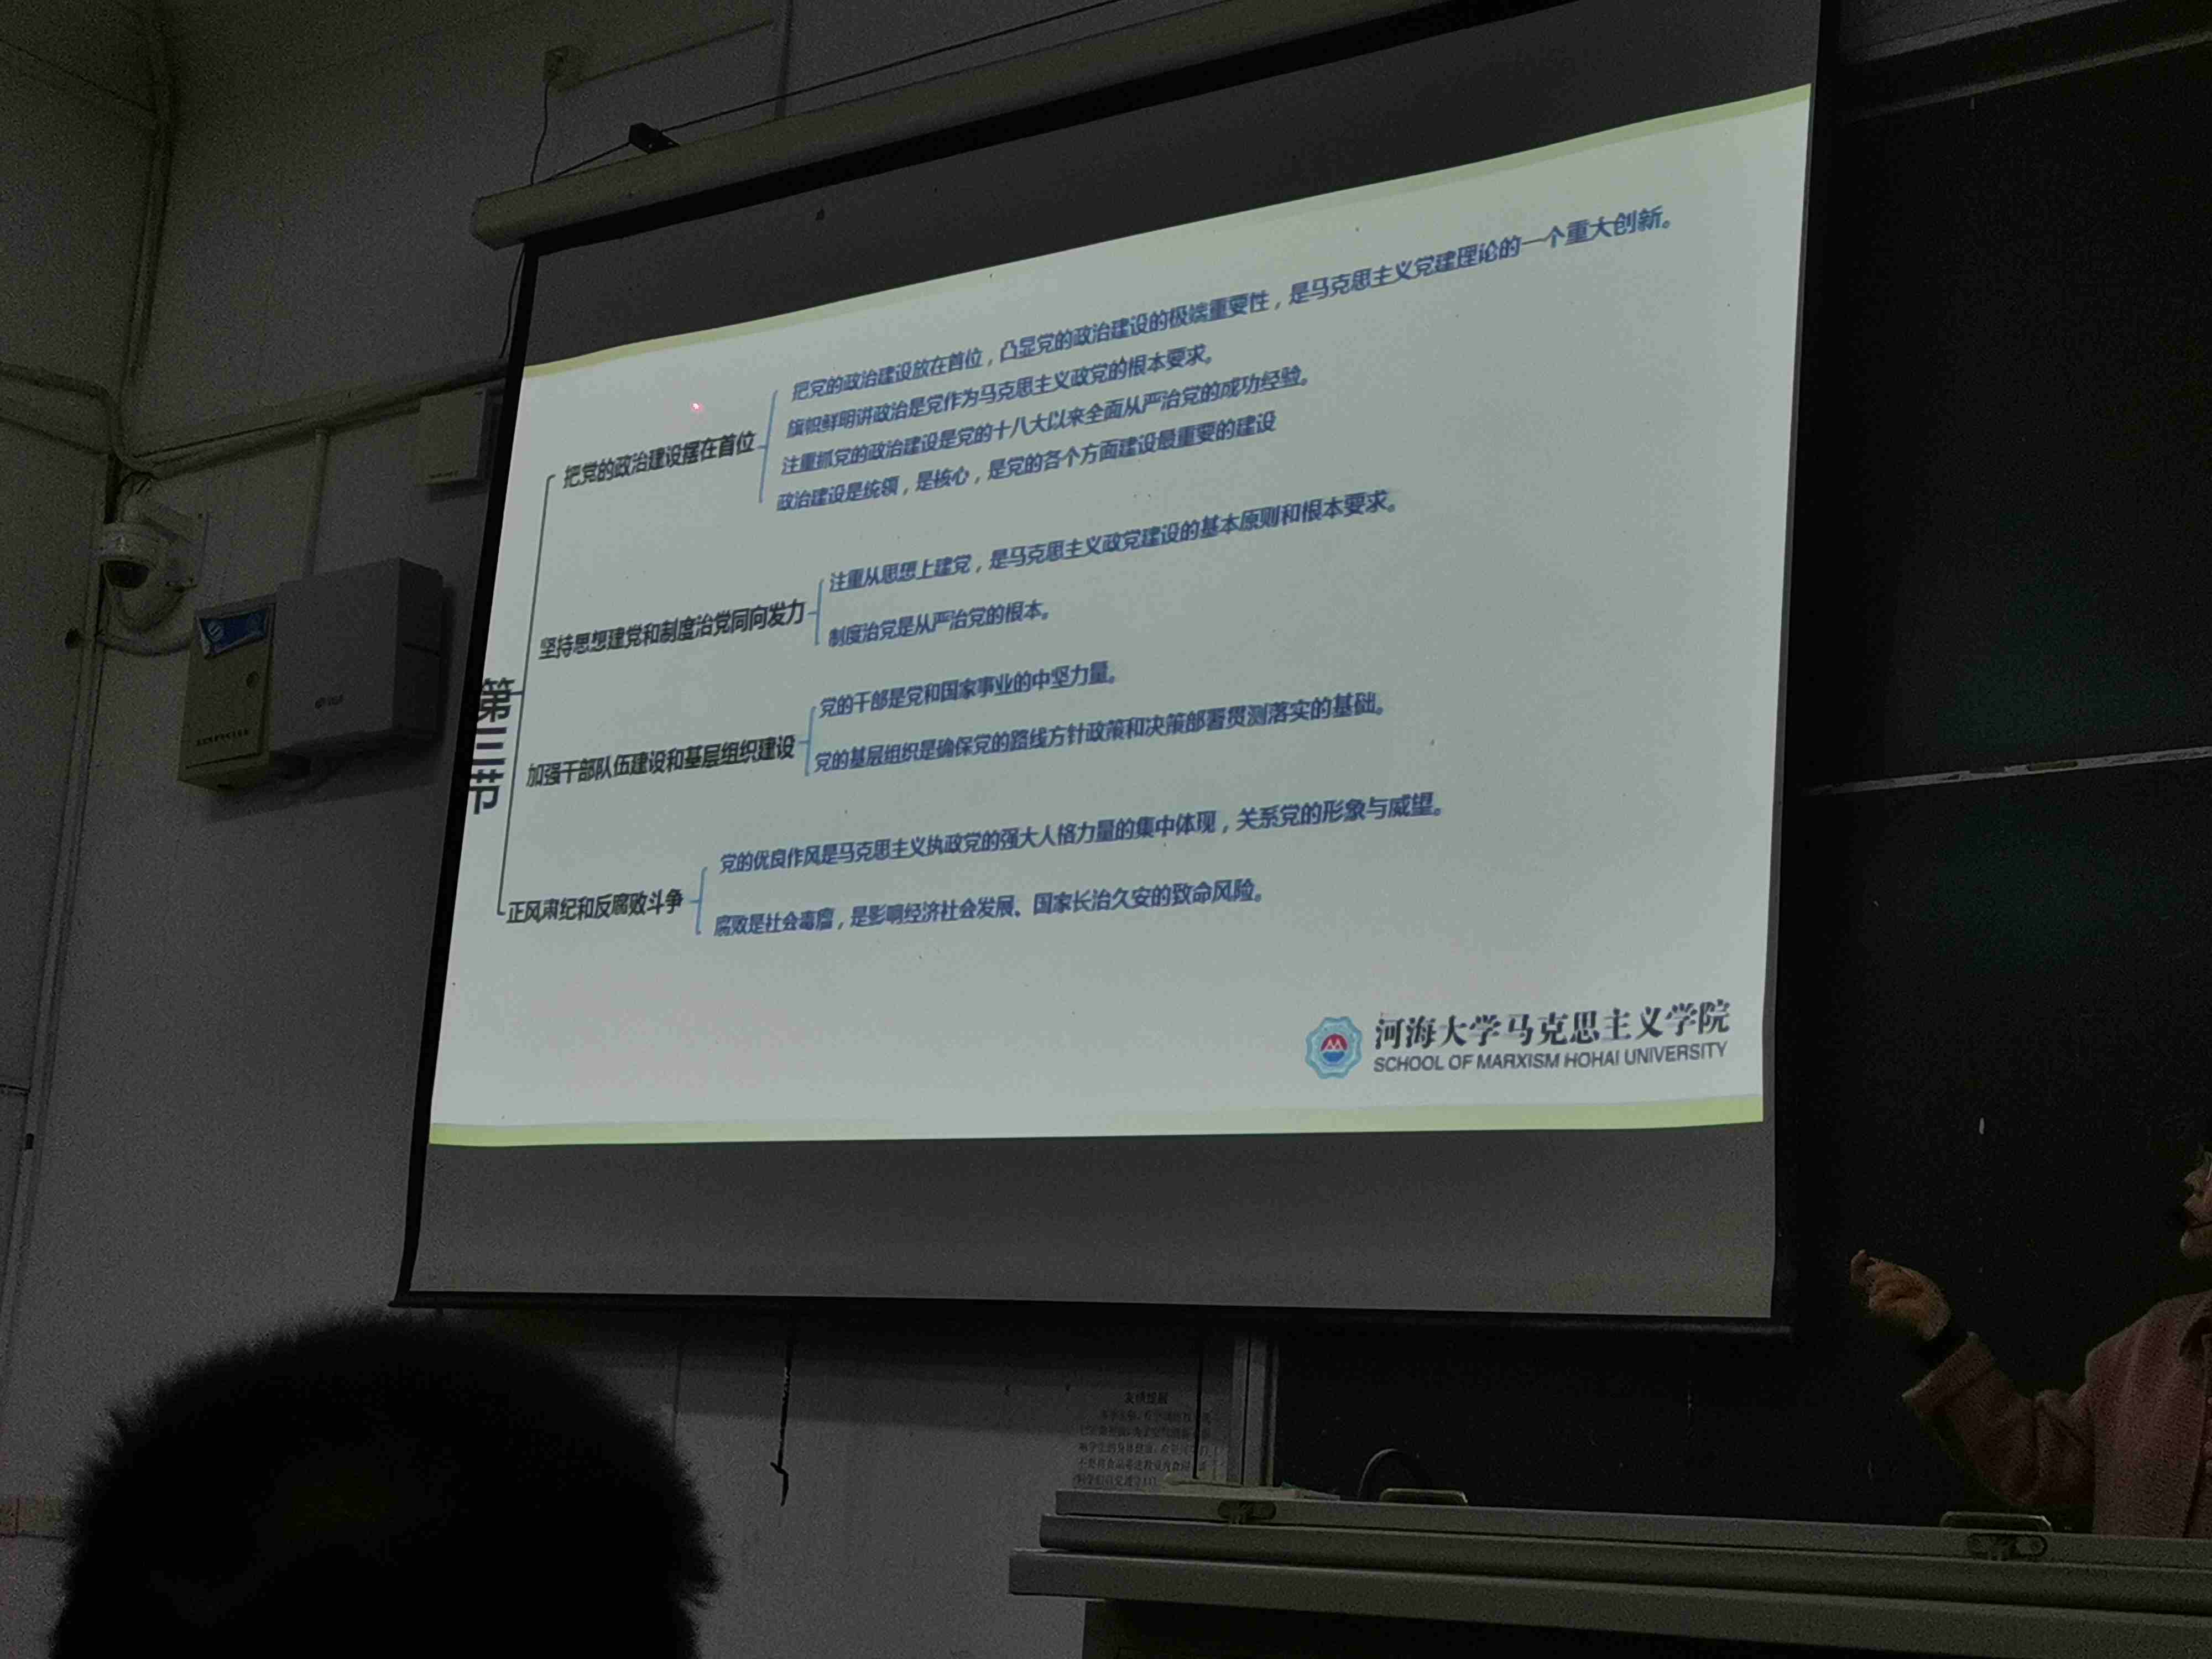 第三节
把党的政治建设摆在首位
把党的政治建设放在首位，凸显党的政治建设的极端重要性，是马克思主义党建理论的一个重大创新。
旗帜鲜明讲政治是党作为马克思主义政党的根本要求。
注重抓党的政治建设是党的十八大以来全面从严治党的成功经验。
政治建设是统领，是核心，是党的各个方面建设最重要的建设
坚持思想建党和制度治党同向发力
注重从思想上建党，是马克思主义政党建设的基本原则和根本要求。
制度治党是从严治党的根本。
加强干部队伍建设和基层组织建设
党的干部是党和国家事业的中坚力量。
党的基层组织是确保党的路线方针政策和决策部署贯测落实的基础。
正风肃纪和反腐败斗争
党的优良作风是马克思主义执政党的强大人格力量的集中体现，关系党的形象与威望。
腐败是社会毒瘤，是影响经济社会发展、国家长治久安的致命风险。
河海大学马克思主义学院
SCHOOL OF MARXISM HOHAI UNIVERSITY